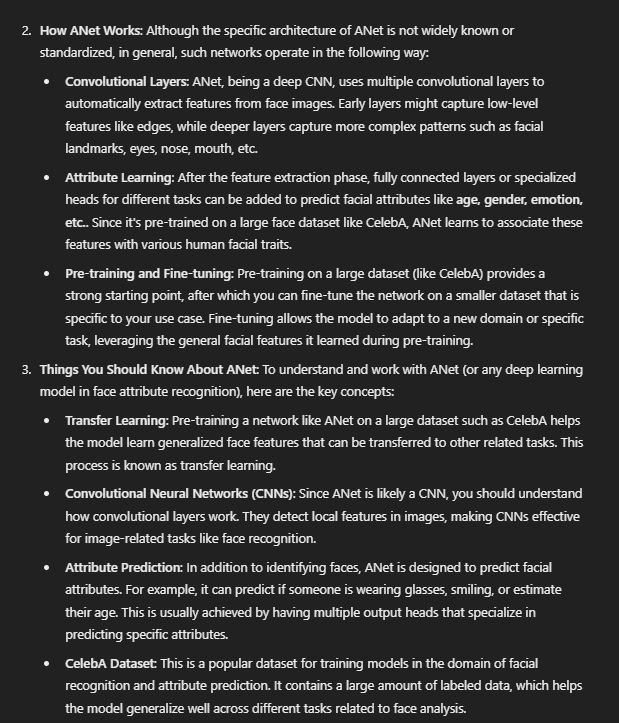 2. How ANet Works: Although the specific architecture of ANet is not widely known or
standardized, in general, such networks operate in the following way:
• Convolutional Layers: ANet, being a deep CNN, uses multiple convolutional layers to
automatically extract features from face images. Early layers might capture low-level
features like edges, while deeper layers capture more complex patterns such as facial
landmarks, eyes, nose, mouth, etc.
• Attribute Learning: After the feature extraction phase, fully connected layers or specialized
heads for different tasks can be added to predict facial attributes like age, gender, emotion,
etc.. Since it's pre-trained on a large face dataset like CelebA, ANet learns to associate these
features with various human facial traits.
• Pre-training and Fine-tuning: Pre-training on a large dataset (like CelebA) provides a
strong starting point, after which you can fine-tune the network on a smaller dataset that is
specific to your use case. Fine-tuning allows the model to adapt to a new domain or specific
task, leveraging the general facial features it learned during pre-training.
3. Things You Should Know About ANet: To understand and work with ANet (or any deep learning
model in face attribute recognition), here are the key concepts:
• Transfer Learning: Pre-training a network like ANet on a large dataset such as CelebA helps
the model learn generalized face features that can be transferred to other related tasks. This
process is known as transfer learning.
• Convolutional Neural Networks (CNNs): Since ANet is likely a CNN, you should understand
how convolutional layers work. They detect local features in images, making CNNs effective
for image-related tasks like face recognition.
• Attribute Prediction: In addition to identifying faces, ANet is designed to predict facial
attributes. For example, it can predict if someone is wearing glasses, smiling, or estimate
their age. This is usually achieved by having multiple output heads that specialize in
predicting specific attributes.
• CelebA Dataset: This is a popular dataset for training models in the domain of facial
recognition and attribute prediction. It contains a large amount of labeled data, which helps
the model generalize well across different tasks related to face analysis.